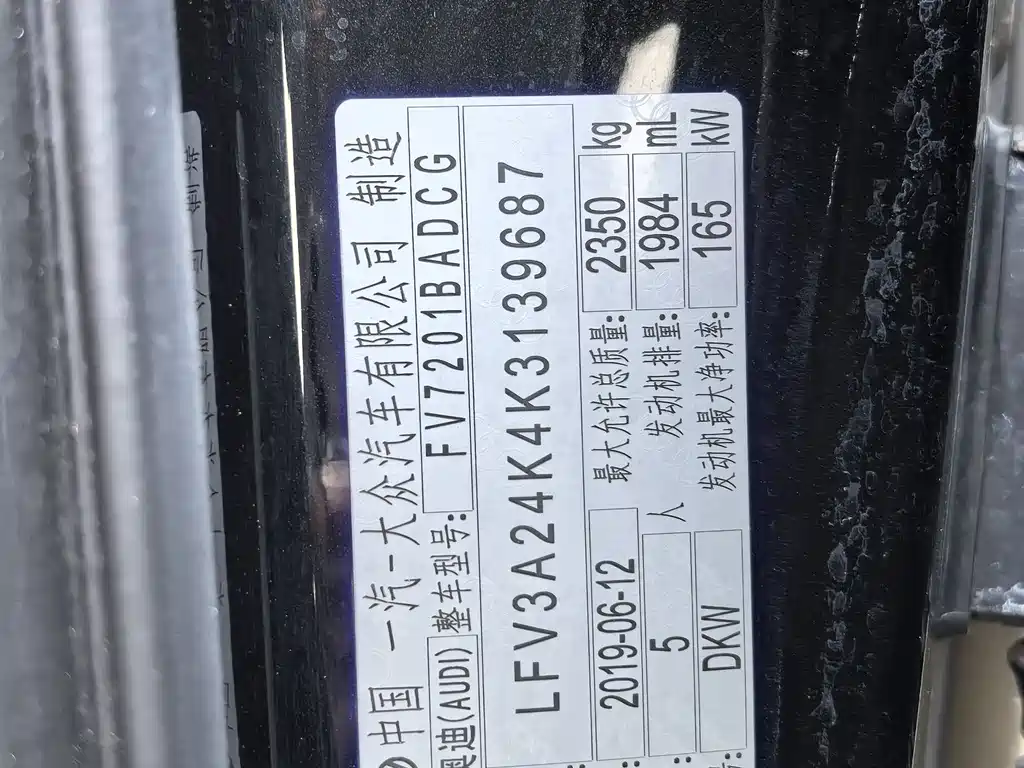 中国 一汽-大众汽车有限公司 制造
奥迪(AUDI) 整车型号: FV7201BADCG
LFV3A24K4K3139687
2019-06-12 最大允许总质量: 2350 kg
5 人 发动机排量: 1984 mL
DKW 发动机最大净功率: 165 kW